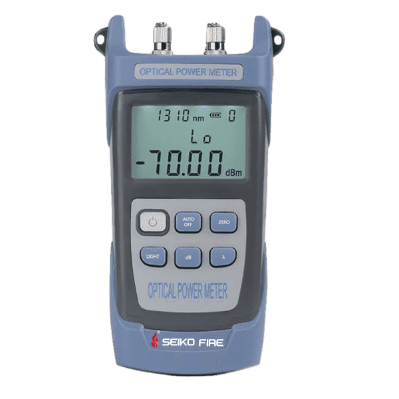 OPTICAL POWER METER
1310 nm 0
Lo
-70.00 dBm
AUTO OFF ZERO
LIGHT dB λ
OPTICAL POWER METER
SEIKO FIRE